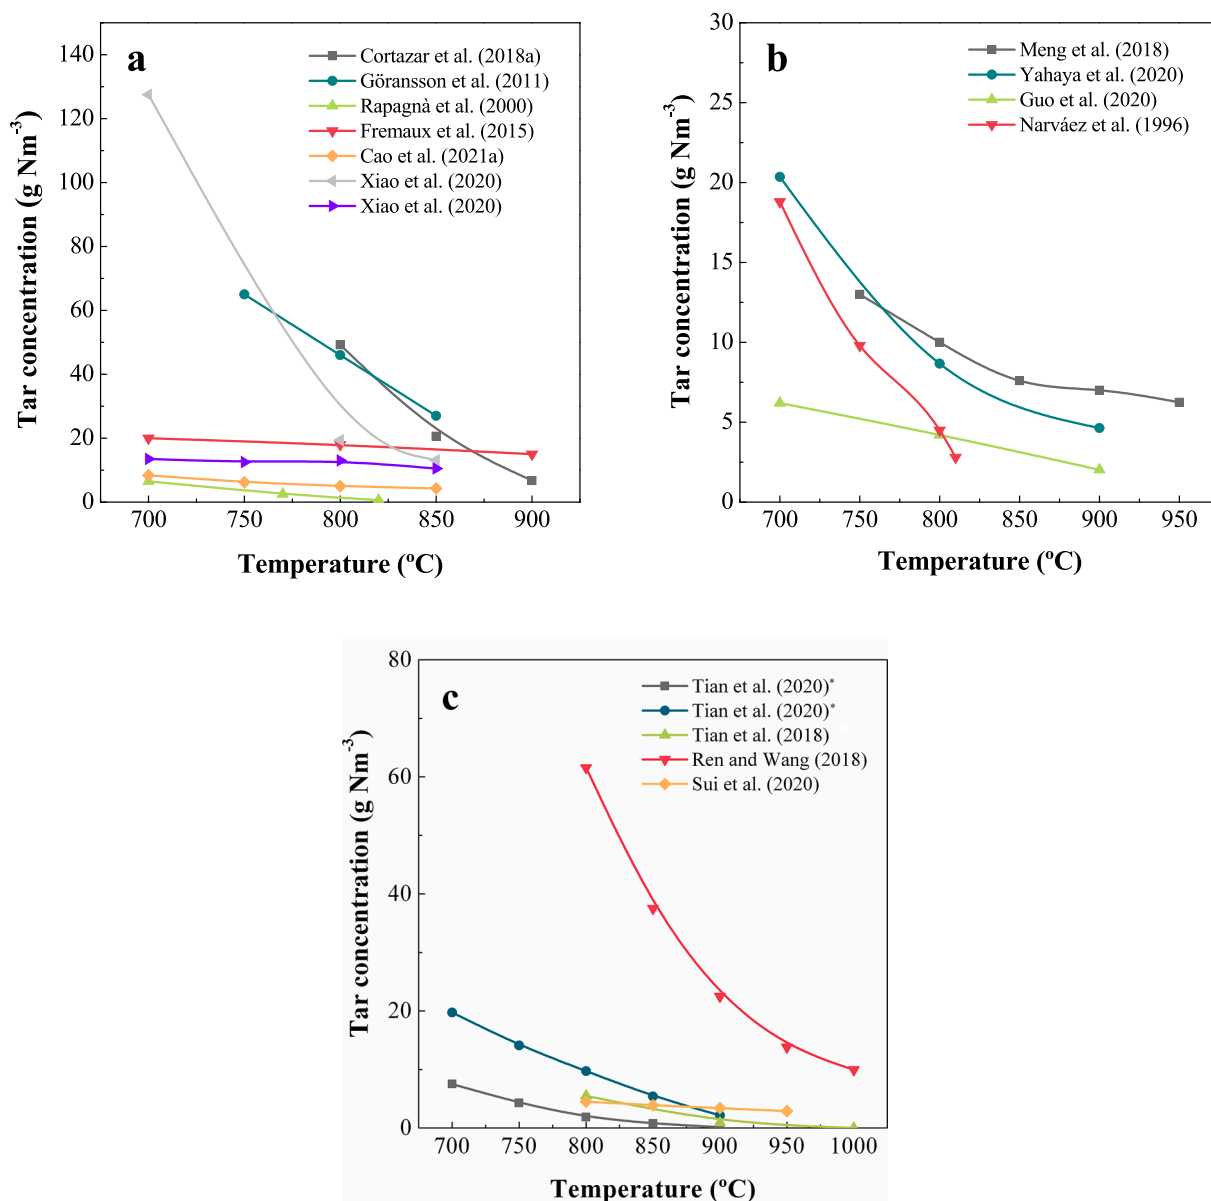 a
Cortazar et al. (2018a)
Göransson et al. (2011)
Rapagnà et al. (2000)
Fremaux et al. (2015)
Cao et al. (2021a)
Xiao et al. (2020)
Xiao et al. (2020)
140
120
100
80
60
40
20
0
Tar concentration (g Nm-3)
700 750 800 850 900
Temperature (ºC)
b
Meng et al. (2018)
Yahaya et al. (2020)
Guo et al. (2020)
Narváez et al. (1996)
30
25
20
15
10
5
0
Tar concentration (g Nm-3)
700 750 800 850 900 950
Temperature (ºC)
c
Tian et al. (2020)*
Tian et al. (2020)*
Tian et al. (2018)
Ren and Wang (2018)
Sui et al. (2020)
80
60
40
20
0
Tar concentration (g Nm-3)
700 750 800 850 900 950 1000
Temperature (ºC)